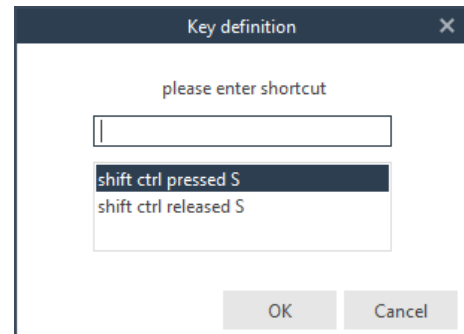 Key definition
please enter shortcut
shift ctrl pressed S
shift ctrl released S
OK
Cancel